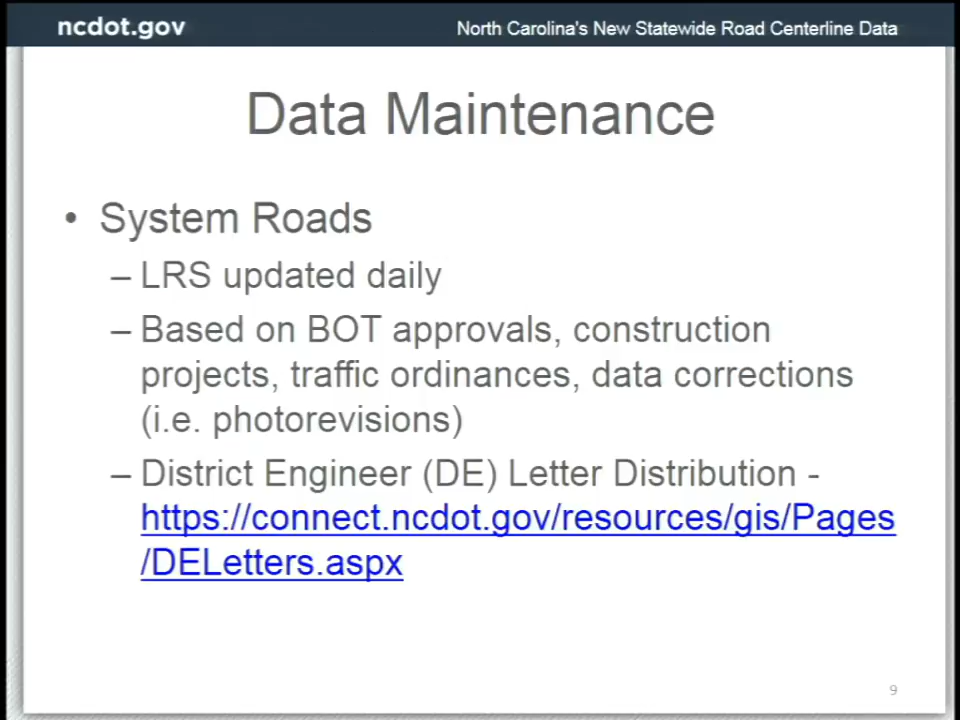 ncdot.gov
North Carolina's New Statewide Road Centerline Data
Data Maintenance
• System Roads
– LRS updated daily
– Based on BOT approvals, construction
projects, traffic ordinances, data corrections
(i.e. photorevisions)
– District Engineer (DE) Letter Distribution -
https://connect.ncdot.gov/resources/gis/Pages
/DELetters.aspx
9